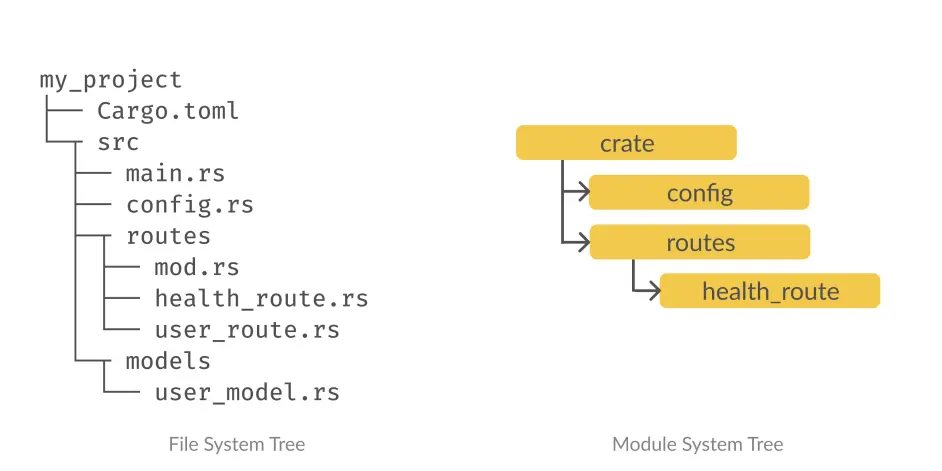 my_project
Cargo.toml
src
main.rs
config.rs
routes
mod.rs
health_route.rs
user_route.rs
models
user_model.rs
File System Tree
crate
config
routes
health_route
Module System Tree